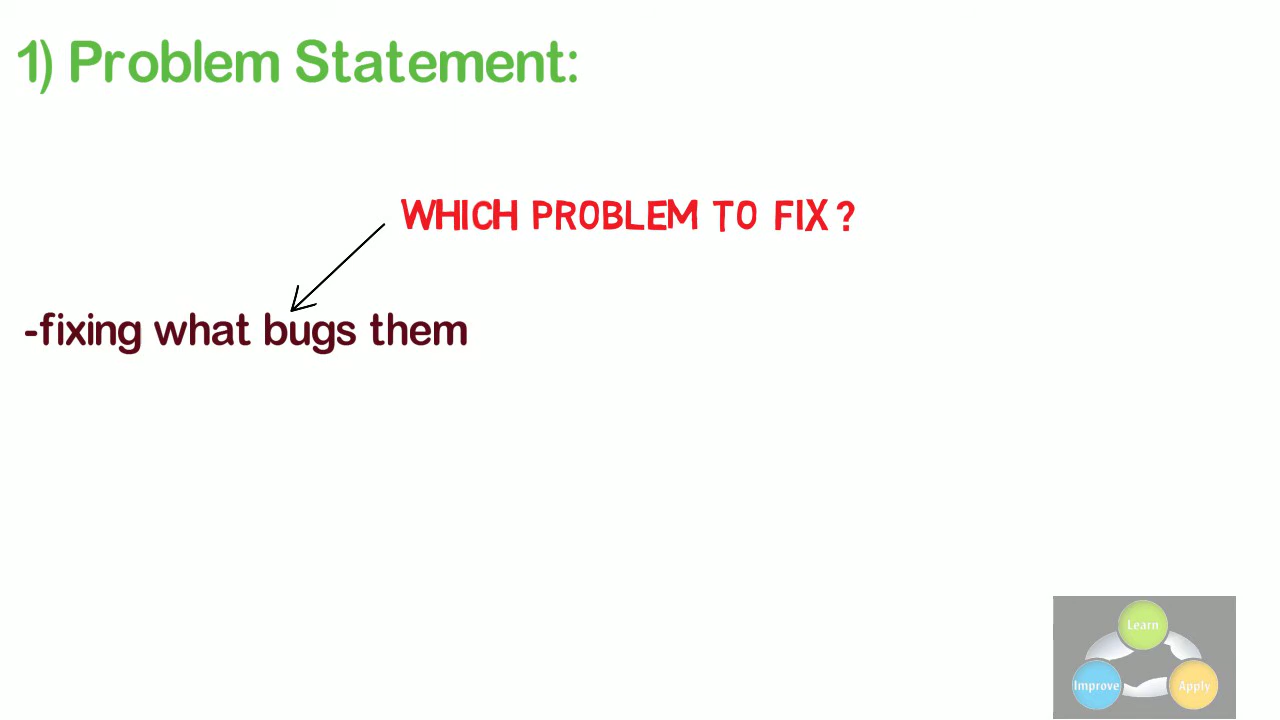 1) Problem Statement:
WHICH PROBLEM TO FIX?
-fixing what bugs them
Learn
Improve
Apply